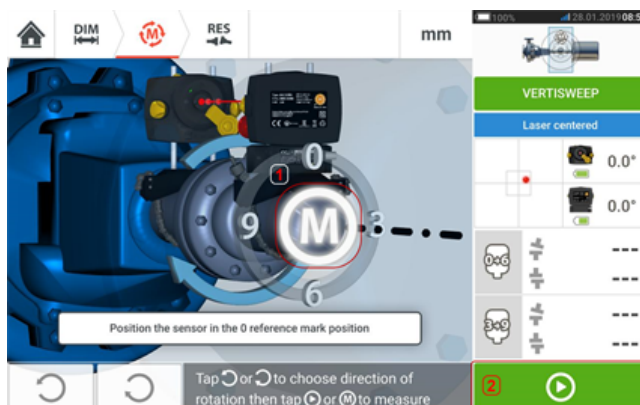 DIM
M
RES
mm
100%
28.01.2019 08:5
VERTISWEEP
Laser centered
0.0°
0.0°
1
0
9
M
3
6
0+6
---
---
3+9
---
---
Position the sensor in the 0 reference mark position
Tap or to choose direction of
rotation then tap or M to measure
2